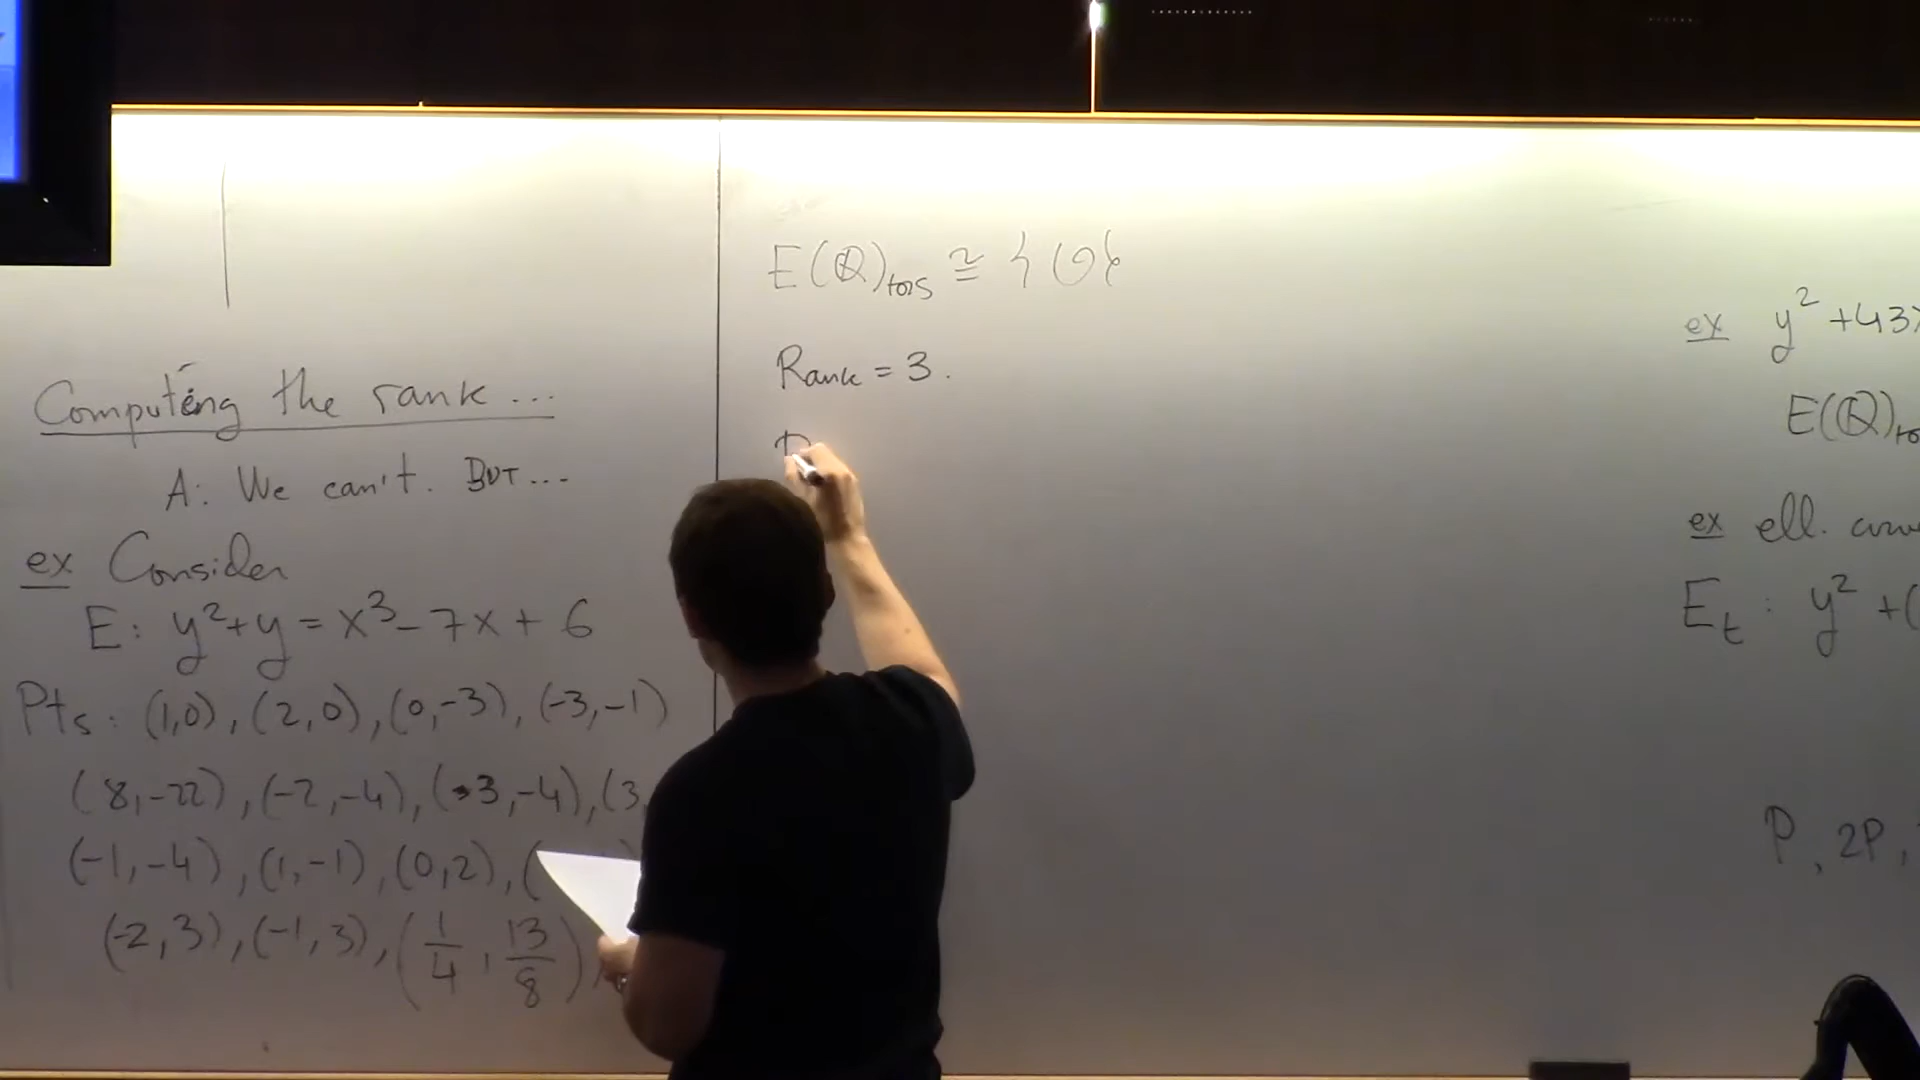 Computing the rank ...
A: We can't. BUT...
ex Consider
E: y²+y = x³-7x+6
Pts: (1,0), (2,0), (0,-3), (-3,-1)
(8,-22), (-2,-4), (-3,-4), (3,
(-1,-4), (1,-1), (0,2), (
(-2,3), (-1,3), (1/4, 13/8)
E(ℚ)tors ≅ {O}
Rank = 3.
ex y²+43
E(ℚ)to
ex ell.
E_t: y²+(
P, 2P,